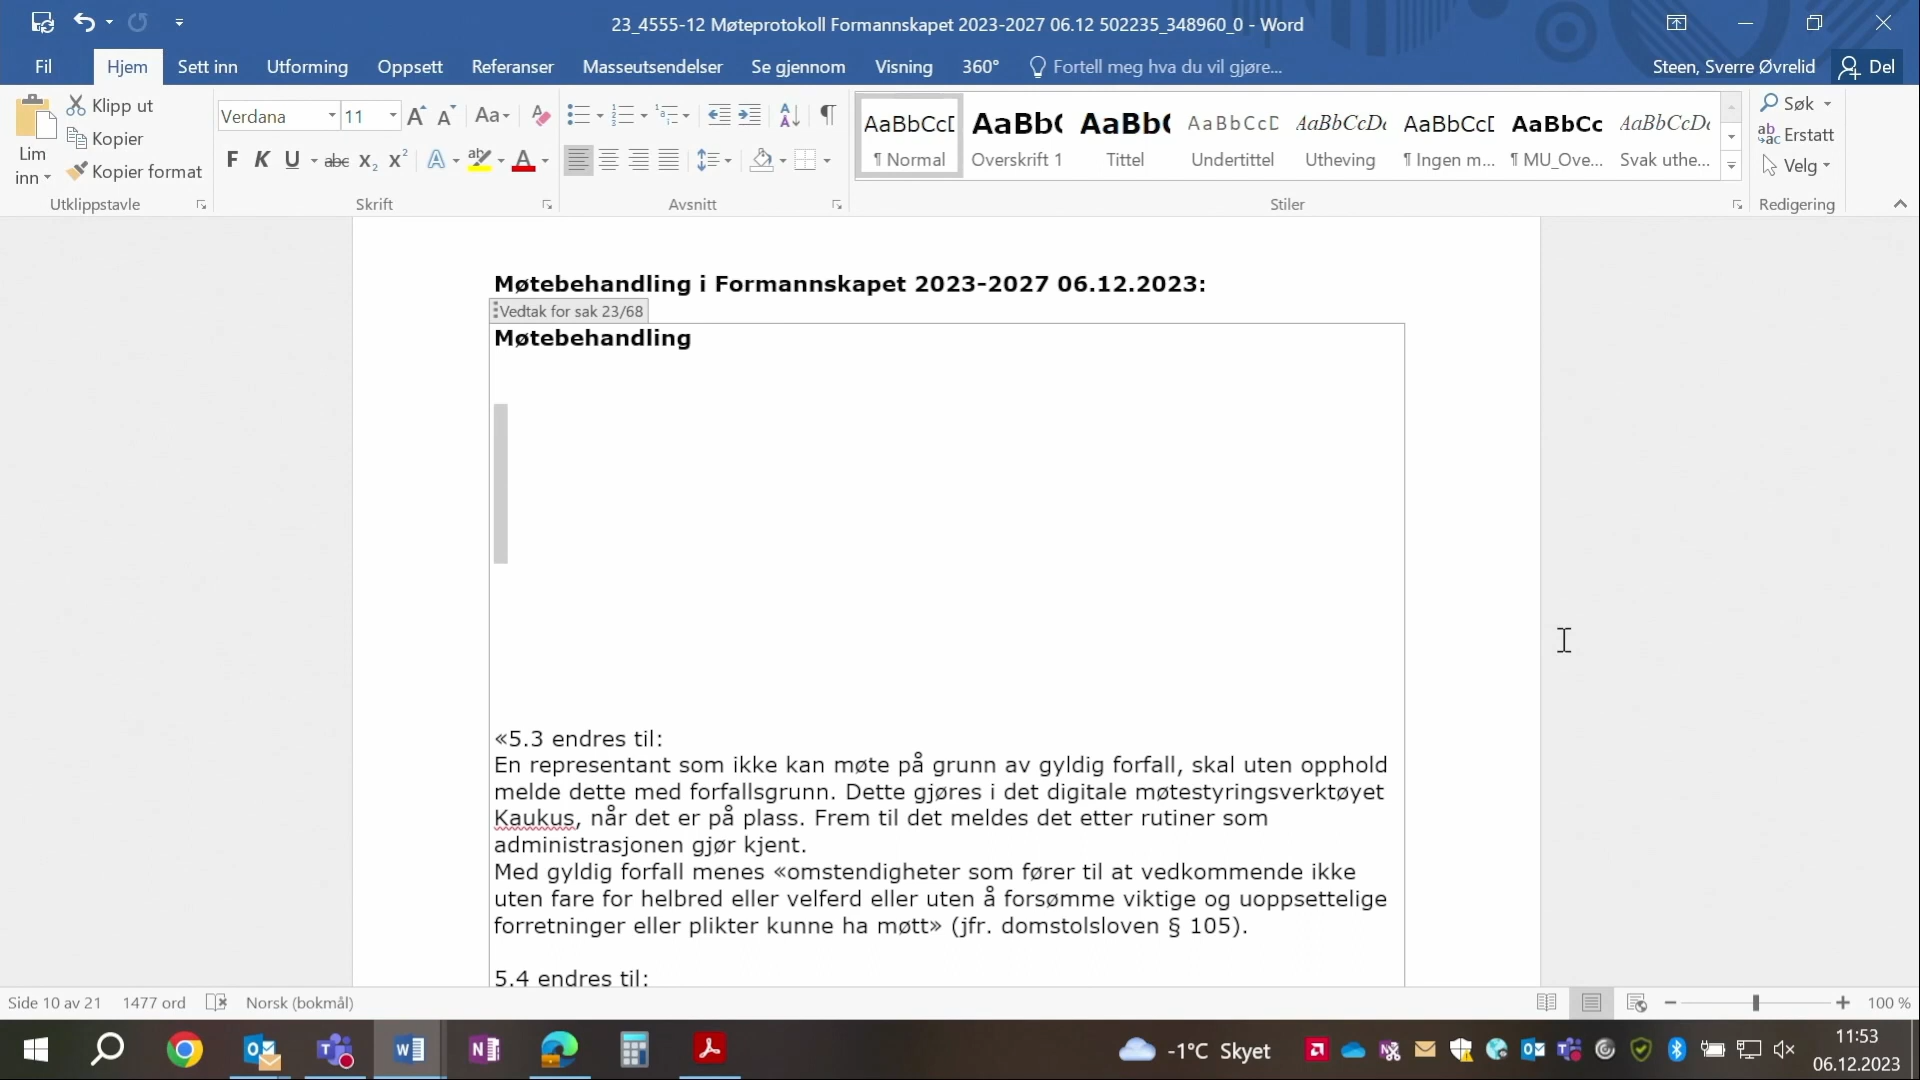 23_4555-12 Møteprotokoll Formannskapet 2023-2027 06.12 502235_348960_0 - Word
Fil Hjem Sett inn Utforming Oppsett Referanser Masseutsendelser Se gjennom Visning 360° Fortell meg hva du vil gjøre... Steen, Sverre Øvrelid Del
Lim inn
Klipp ut
Kopier
Kopier format
Utklippstavle
Verdana 11 Aa
F K U abc x₂ x² A ab A
Skrift
Avsnitt
AaBbCcD AaBb( AaBb( AaBbCcD AaBbCcDc AaBbCcD AaBbCc AaBbCcDc
¶ Normal Overskrift 1 Tittel Undertittel Utheving ¶ Ingen m... ¶ MU_Ove... Svak uthe...
Stiler
Søk
Erstatt
Velg
Redigering
Møtebehandling i Formannskapet 2023-2027 06.12.2023:
Vedtak for sak 23/68
Møtebehandling
«5.3 endres til:
En representant som ikke kan møte på grunn av gyldig forfall, skal uten opphold
melde dette med forfallsgrunn. Dette gjøres i det digitale møtestyringsverktøyet
Kaukus, når det er på plass. Frem til det meldes det etter rutiner som
administrasjonen gjør kjent.
Med gyldig forfall menes «omstendigheter som fører til at vedkommende ikke
uten fare for helbred eller velferd eller uten å forsømme viktige og uoppsettelige
forretninger eller plikter kunne ha møtt» (jfr. domstolsloven § 105).
5.4 endres til:
Side 10 av 21 1477 ord Norsk (bokmål) 100 %
-1°C Skyet
11:53
06.12.2023